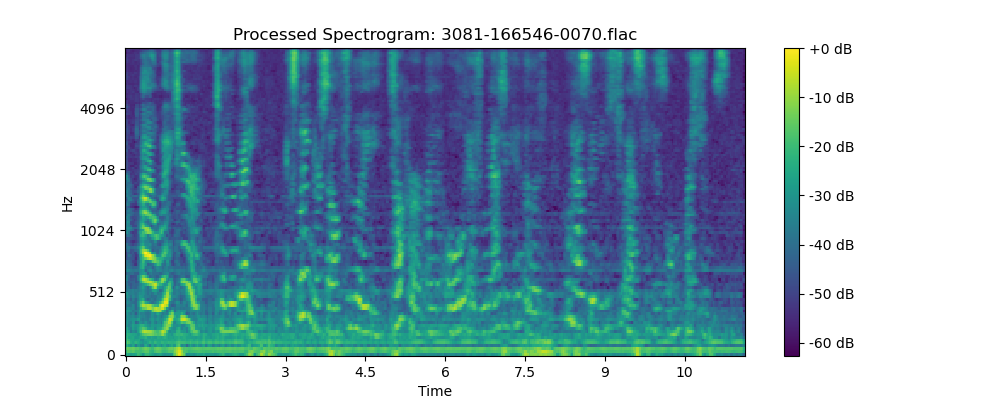 Processed Spectrogram: 3081-166546-0070.flac
Hz
4096
2048
1024
512
0
0 1.5 3 4.5 6 7.5 9 10
Time
+0 dB
-10 dB
-20 dB
-30 dB
-40 dB
-50 dB
-60 dB